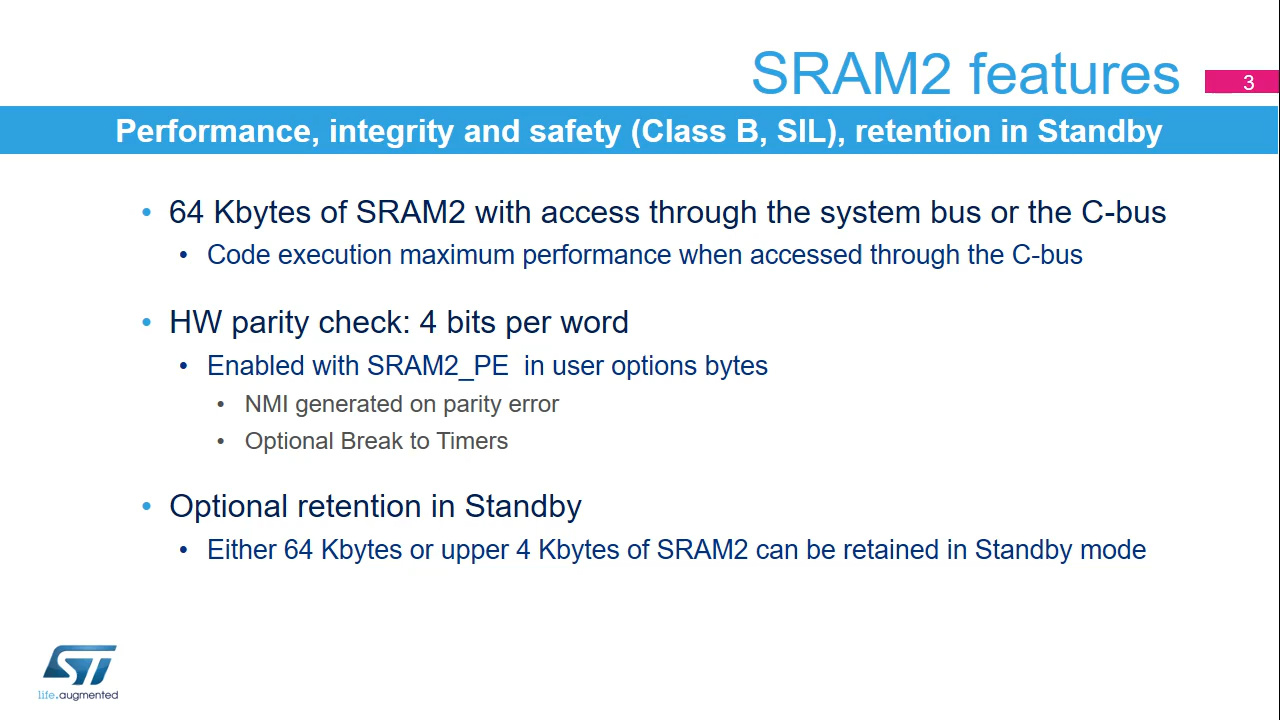 SRAM2 features
3
Performance, integrity and safety (Class B, SIL), retention in Standby
• 64 Kbytes of SRAM2 with access through the system bus or the C-bus
• Code execution maximum performance when accessed through the C-bus
• HW parity check: 4 bits per word
• Enabled with SRAM2_PE  in user options bytes
• NMI generated on parity error
• Optional Break to Timers
• Optional retention in Standby
• Either 64 Kbytes or upper 4 Kbytes of SRAM2 can be retained in Standby mode
ST
life.augmented